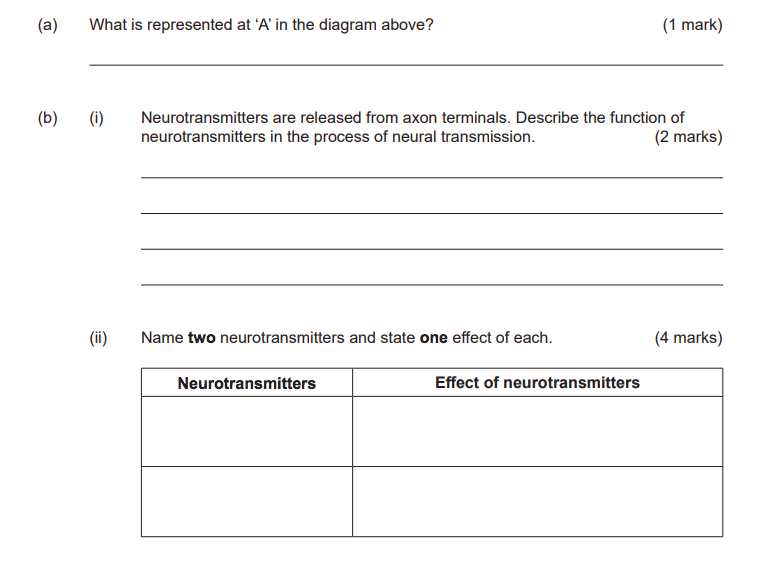 (a) What is represented at ‘A’ in the diagram above? (1 mark)
(b) (i) Neurotransmitters are released from axon terminals. Describe the function of
neurotransmitters in the process of neural transmission. (2 marks)
(ii) Name two neurotransmitters and state one effect of each. (4 marks)
Neurotransmitters Effect of neurotransmitters